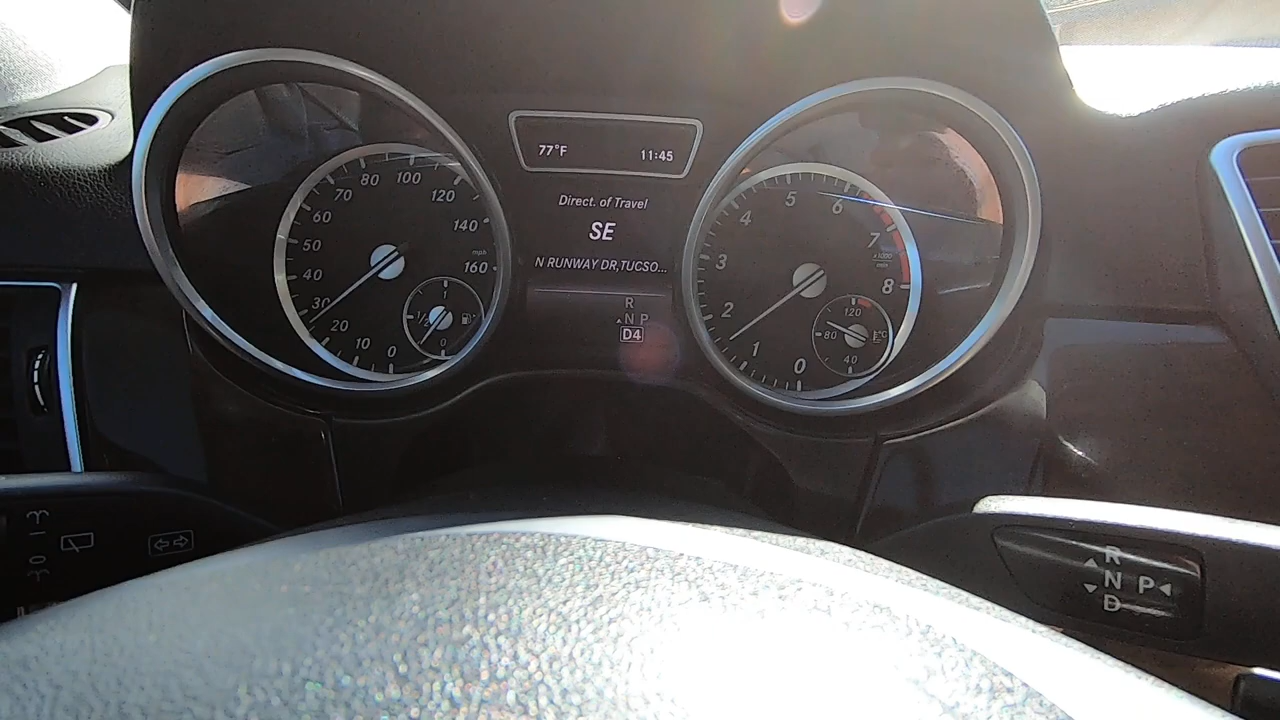 77°F 11:45
Direct. of Travel
SE
N RUNWAY DR,TUCSO...
R
N P
D4
0
10
20
30
40
50
60
70
80
100
120
140
mph
160
1
1/2
0
0
1
2
3
4
5
6
7
8
x1000
min
120
80
°C
40
R
N P
D